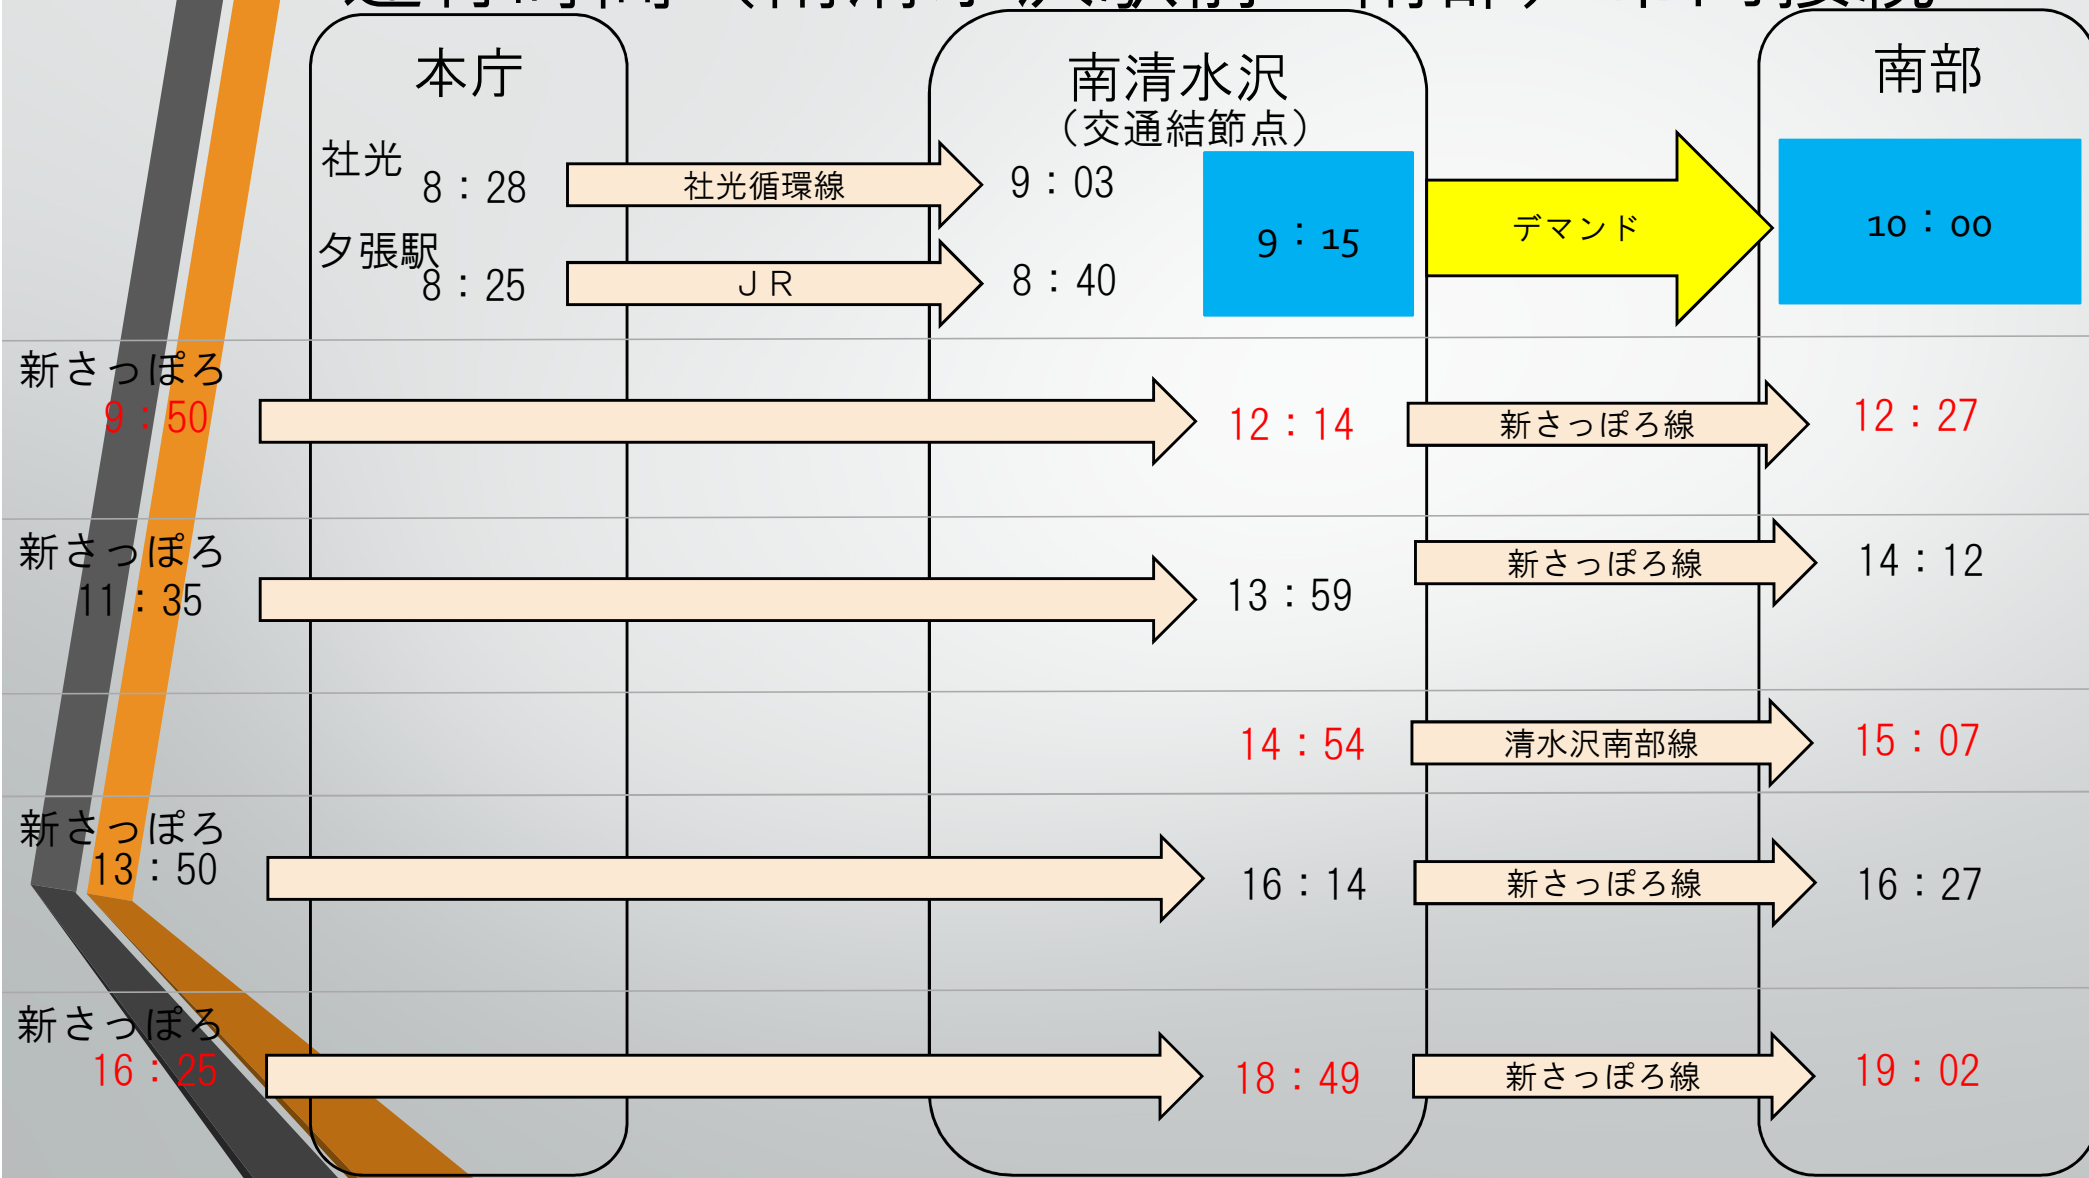 本庁
南清水沢
(交通結節点)
南部
社光
8：28
社光循環線
9：03
夕張駅
8：25
ＪＲ
8：40
9：15
デマンド
10：00
新さっぽろ
9：50
12：14
新さっぽろ線
12：27
新さっぽろ
11：35
13：59
新さっぽろ線
14：12
14：54
清水沢南部線
15：07
新さっぽろ
13：50
16：14
新さっぽろ線
16：27
新さっぽろ
16：25
18：49
新さっぽろ線
19：02